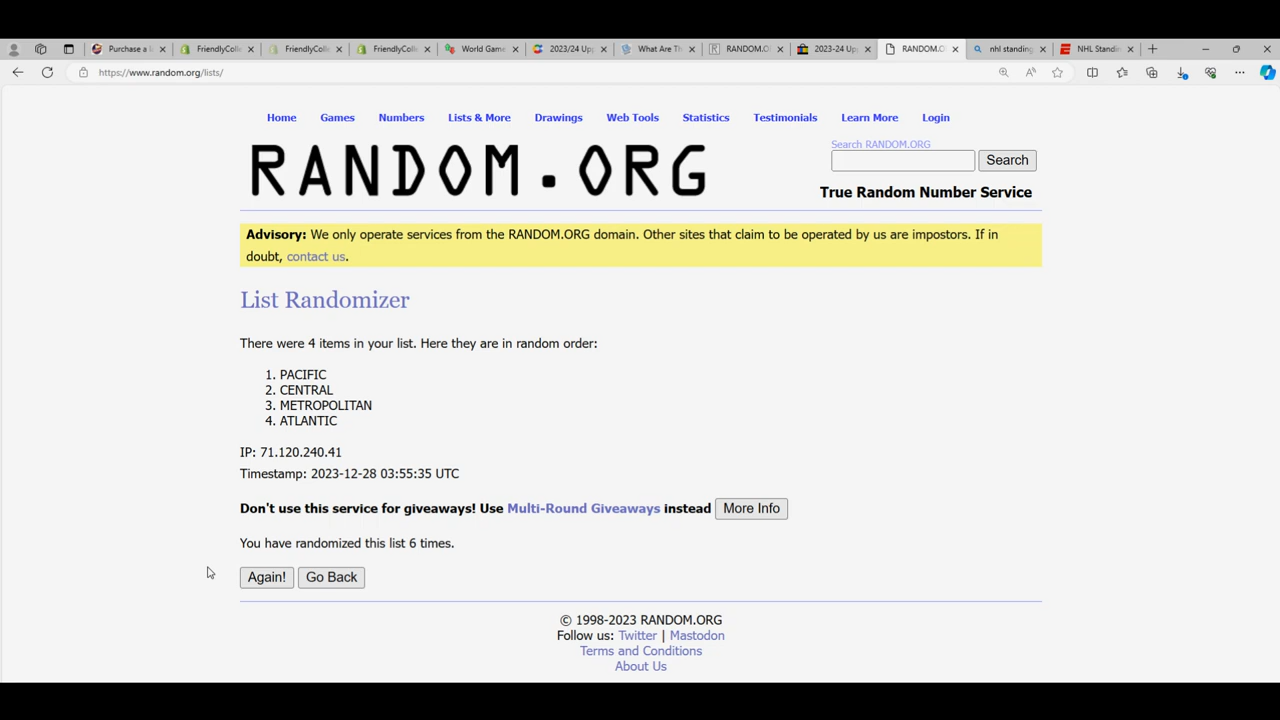 Purchase a
FriendlyColle
FriendlyColle
FriendlyColle
World Game
2023/24 Upp
What Are Th
RANDOM.O
2023-24 Up
RANDOM.O
nhl standing
NHL Standin
https://www.random.org/lists/
Home Games Numbers Lists & More Drawings Web Tools Statistics Testimonials Learn More Login
RANDOM.ORG
Search RANDOM.ORG
Search
True Random Number Service
Advisory: We only operate services from the RANDOM.ORG domain. Other sites that claim to be operated by us are impostors. If in
doubt, contact us.
List Randomizer
There were 4 items in your list. Here they are in random order:
1. PACIFIC
2. CENTRAL
3. METROPOLITAN
4. ATLANTIC
IP: 71.120.240.41
Timestamp: 2023-12-28 03:55:35 UTC
Don't use this service for giveaways! Use Multi-Round Giveaways instead More Info
You have randomized this list 6 times.
Again! Go Back
© 1998-2023 RANDOM.ORG
Follow us: Twitter | Mastodon
Terms and Conditions
About Us